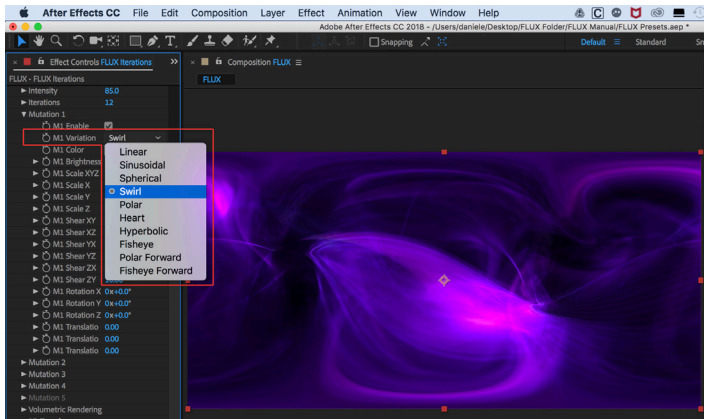 After Effects CC File Edit Composition Layer Effect Animation View Window Help
Adobe After Effects CC 2018 - /Users/daniele/Desktop/FLUX Folder/FLUX Manual/FLUX Presets.aep *
Snapping Default Standard Sn
Effect Controls FLUX Iterations
Composition FLUX
FLUX • FLUX Iterations
FLUX
Intensity 85.0
Iterations 12
Mutation 1
M1 Enable
M1 Variation Swirl
M1 Color
M1 Brightness
M1 Scale XYZ
M1 Scale X
M1 Scale Y
M1 Scale Z
M1 Shear XY
M1 Shear XZ
M1 Shear YX
M1 Shear YZ
M1 Shear ZX
M1 Shear ZY
Linear
Sinusoidal
Spherical
Swirl
Polar
Heart
Hyperbolic
Fisheye
Polar Forward
Fisheye Forward
M1 Rotation X 0x+0.0°
M1 Rotation Y 0x+0.0°
M1 Rotation Z 0x+0.0°
M1 Translatio 0.00
M1 Translatio 0.00
M1 Translatio 0.00
Mutation 2
Mutation 3
Mutation 4
Mutation 5
Volumetric Rendering